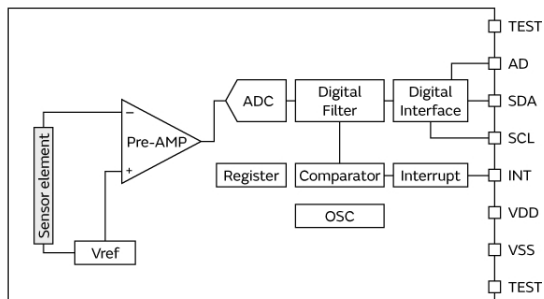 TEST
AD
ADC
Digital
Filter
Digital
Interface
SDA
Pre-AMP
−
+
SCL
Sensor element
Register
Comparator
Interrupt
INT
OSC
VDD
Vref
VSS
TEST